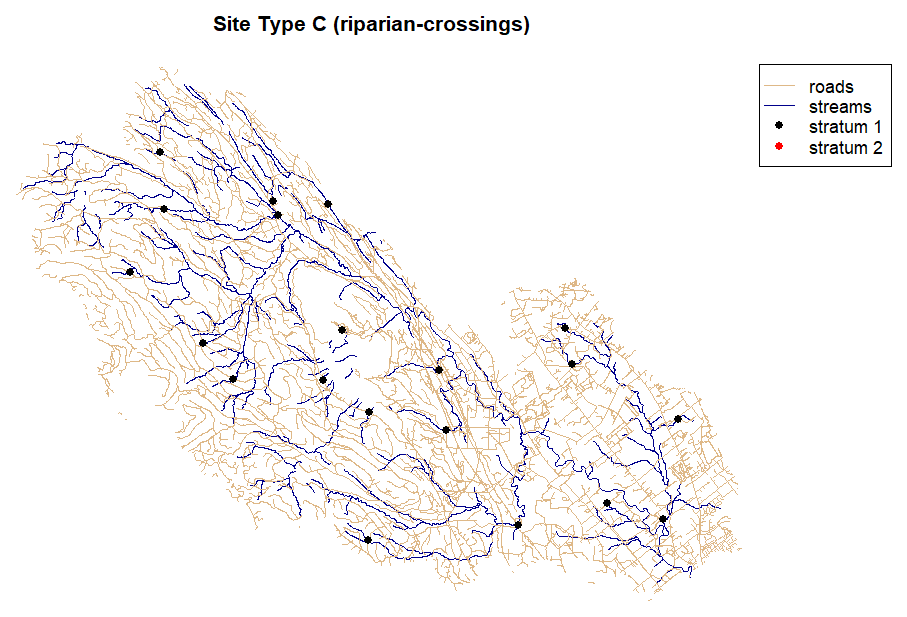 Site Type C (riparian-crossings)
roads
streams
stratum 1
stratum 2